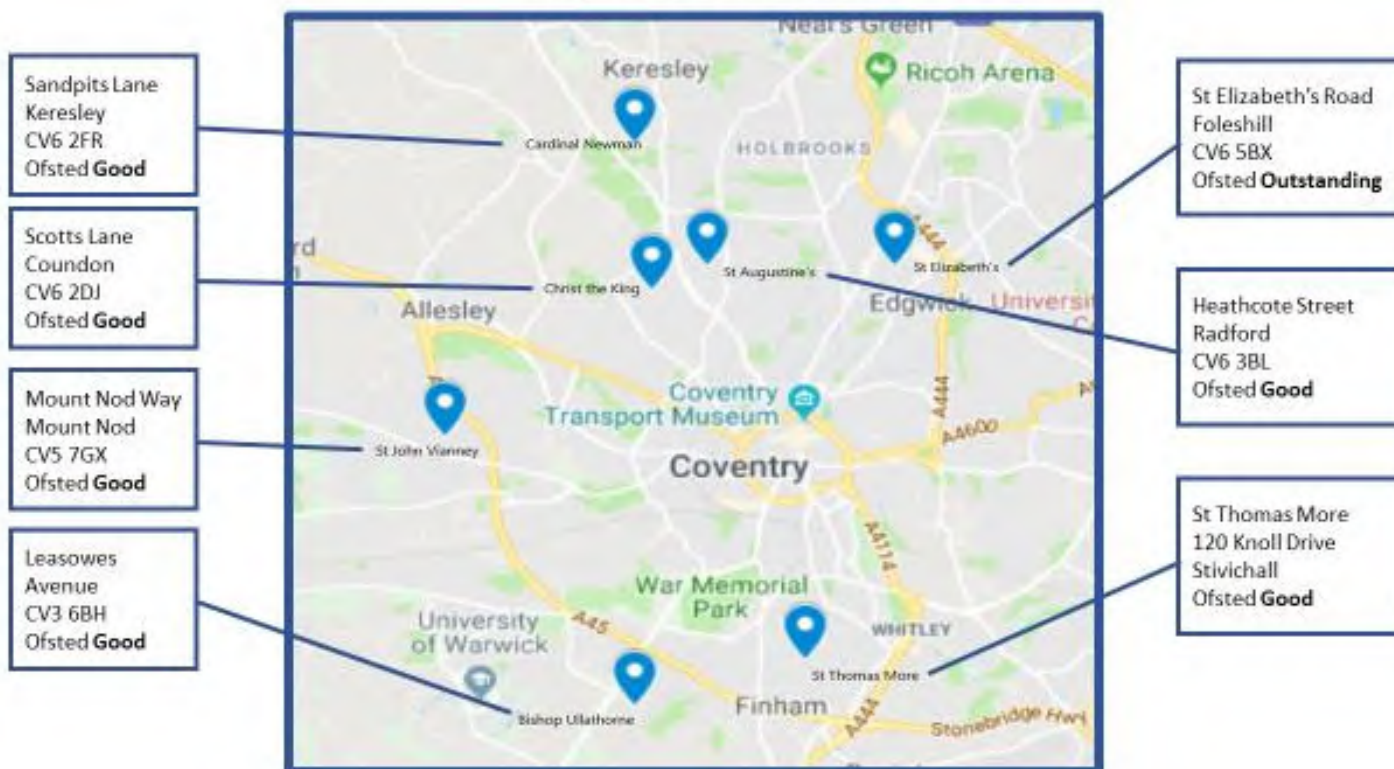 Sandpits Lane
Keresley
CV6 2FR
Ofsted Good
Scotts Lane
Coundon
CV6 2DJ
Ofsted Good
Mount Nod Way
Mount Nod
CV5 7GX
Ofsted Good
Leasowes
Avenue
CV3 6BH
Ofsted Good
Neal's Green
Keresley
Ricoh Arena
Cardinal Newman
HOLBROOKS
A444
St Augustine's
St Elizabeth's
Christ the King
Edgwick
Allesley
Coventry
Transport Museum
A444
A4600
St John Vianney
Coventry
A4114
War Memorial
Park
University
of Warwick
A45
WHITLEY
St Thomas More
Bishop Ullathorne
Finham
A444
Stonebridge Hwy
St Elizabeth's Road
Foleshill
CV6 5BX
Ofsted Outstanding
Heathcote Street
Radford
CV6 3BL
Ofsted Good
St Thomas More
120 Knoll Drive
Stivichall
Ofsted Good